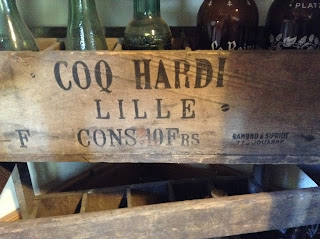 COQ HARDI
LILLE
F CONS. 10FRS